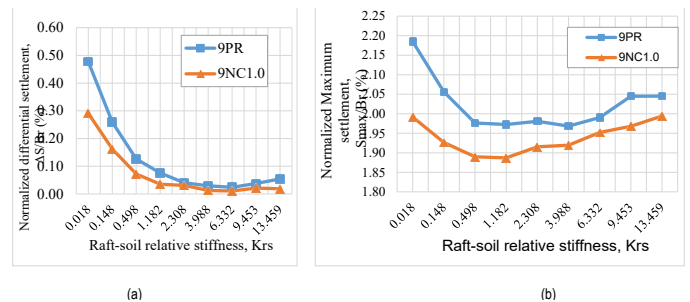 Normalized differential settlement,
ΔS/Br (%)
0.60
0.50
0.40
0.30
0.20
0.10
0.00
9PR
9NC1.0
0.018
0.148
0.498
1.182
2.308
3.988
6.332
9.453
13.459
Raft-soil relative stiffness, Krs
(a)
Normalized Maximum
settlement,
Smax/Br (%)
2.25
2.20
2.15
2.10
2.05
2.00
1.95
1.90
1.85
1.80
9PR
9NC1.0
0.018
0.148
0.498
1.182
2.308
3.988
6.332
9.453
13.459
Raft-soil relative stiffness, Krs
(b)